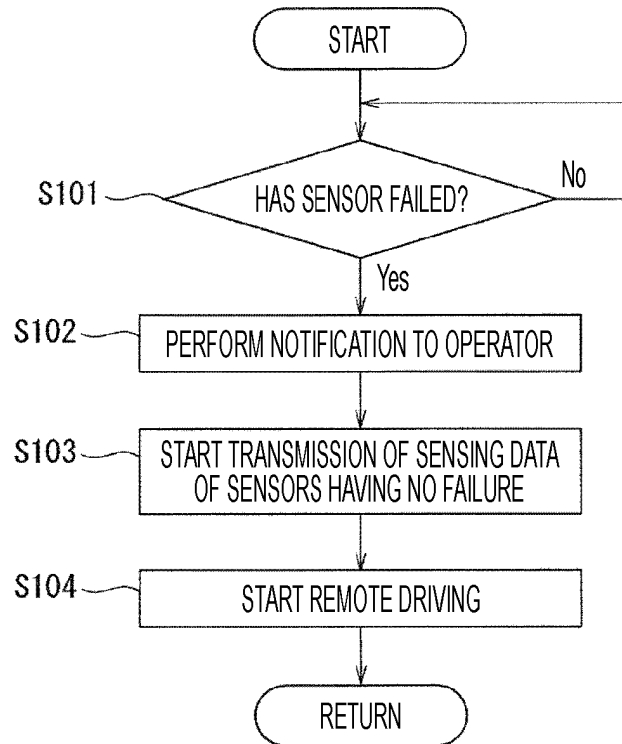 START
S101
HAS SENSOR FAILED?
No
Yes
S102
PERFORM NOTIFICATION TO OPERATOR
S103
START TRANSMISSION OF SENSING DATA
OF SENSORS HAVING NO FAILURE
S104
START REMOTE DRIVING
RETURN